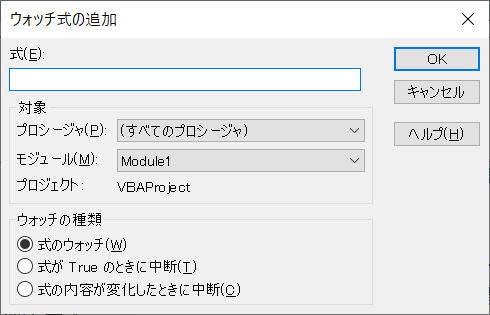 ウォッチ式の追加
式(E):
OK
キャンセル
対象
プロシージャ(P):
(すべてのプロシージャ)
ヘルプ(H)
モジュール(M):
Module1
プロジェクト:
VBAProject
ウォッチの種類
式のウォッチ(W)
式が True のときに中断(T)
式の内容が変化したときに中断(C)